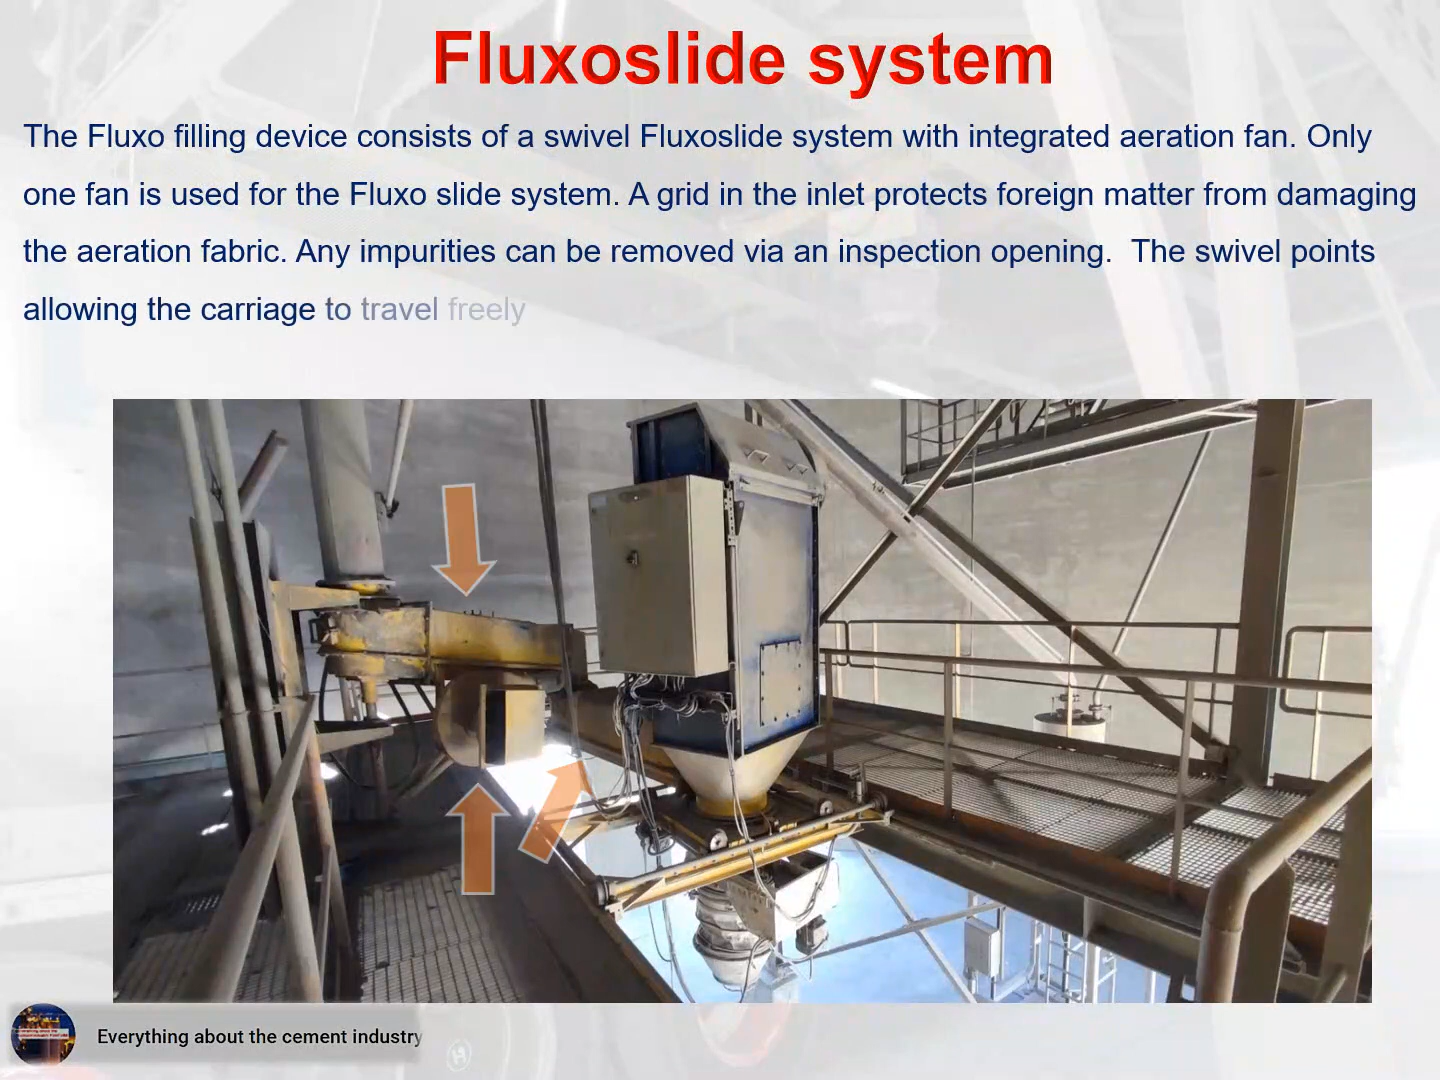 Fluxoslide system
The Fluxo filling device consists of a swivel Fluxoslide system with integrated aeration fan. Only
one fan is used for the Fluxo slide system. A grid in the inlet protects foreign matter from damaging
the aeration fabric. Any impurities can be removed via an inspection opening. The swivel points
allowing the carriage to travel freely
Everything about the cement industry